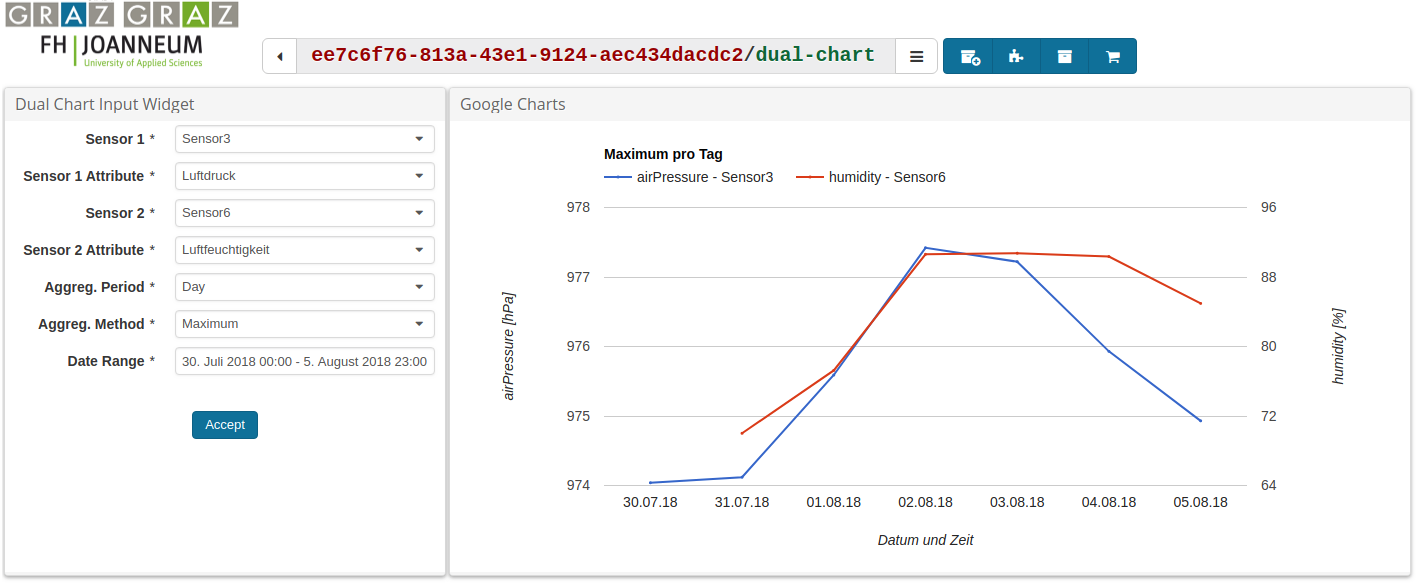 GRAZ GRAZ
FH | JOANNEUM
University of Applied Sciences
ee7c6f76-813a-43e1-9124-aec434dacdc2/dual-chart
Dual Chart Input Widget
Sensor 1 * Sensor3
Sensor 1 Attribute * Luftdruck
Sensor 2 * Sensor6
Sensor 2 Attribute * Luftfeuchtigkeit
Aggreg. Period * Day
Aggreg. Method * Maximum
Date Range * 30. Juli 2018 00:00 - 5. August 2018 23:00
Accept
Google Charts
Maximum pro Tag
airPressure - Sensor3 humidity - Sensor6
978 96
977 88
976 80
975 72
974 64
airPressure [hPa]
humidity [%]
30.07.18 31.07.18 01.08.18 02.08.18 03.08.18 04.08.18 05.08.18
Datum und Zeit